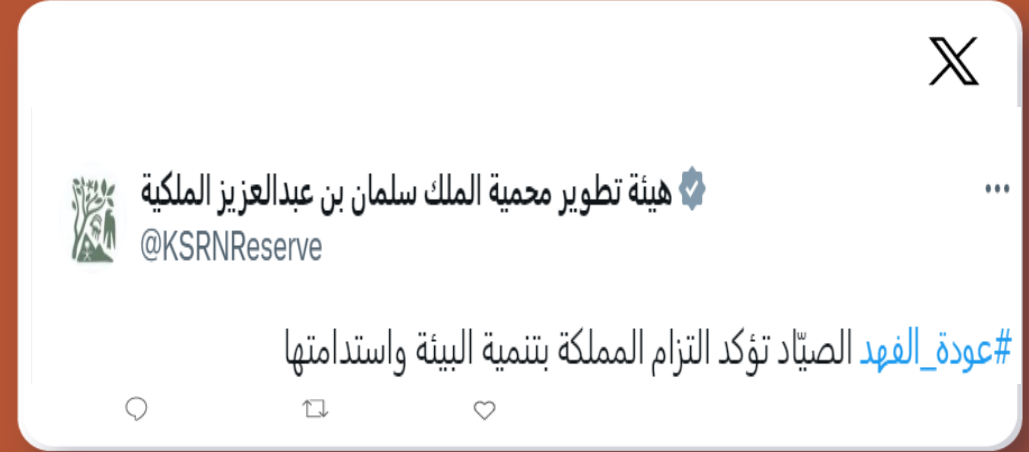 هيئة تطوير محمية الملك سلمان بن عبدالعزيز الملكية
@KSRNReserve
#عودة_الفهد الصيّاد تؤكد التزام المملكة بتنمية البيئة واستدامتها